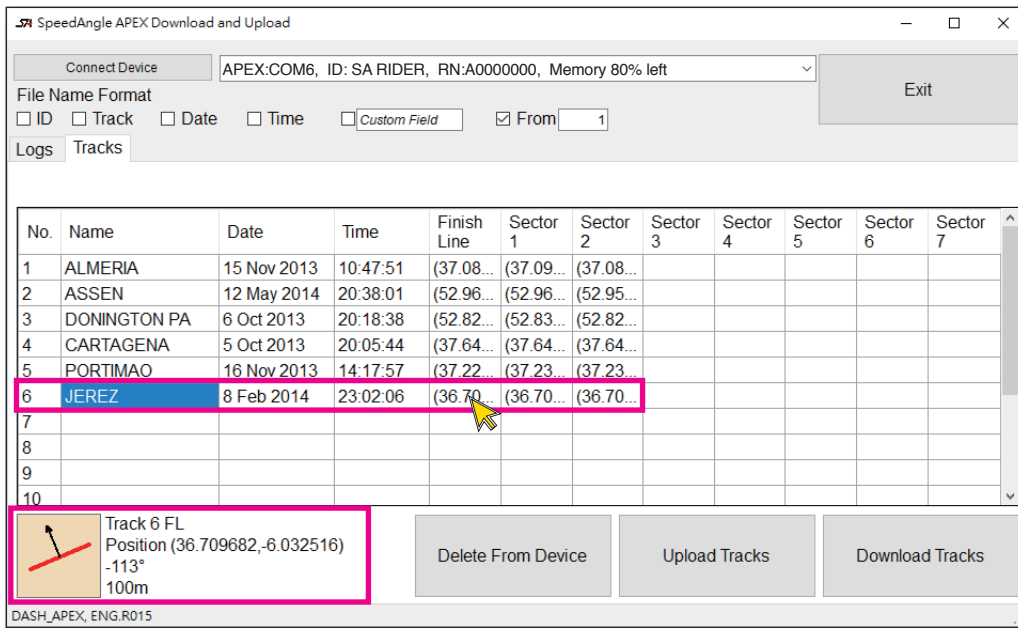 SpeedAngle APEX Download and Upload
Connect Device APEX:COM6, ID: SA RIDER, RN:A0000000, Memory 80% left Exit
File Name Format
ID Track Date Time Custom Field From 1
Logs Tracks
No. Name Date Time Finish Line Sector 1 Sector 2 Sector 3 Sector 4 Sector 5 Sector 6 Sector 7
1 ALMERIA 15 Nov 2013 10:47:51 (37.08... (37.09... (37.08...
2 ASSEN 12 May 2014 20:38:01 (52.96... (52.96... (52.95...
3 DONINGTON PA 6 Oct 2013 20:18:38 (52.82... (52.83... (52.82...
4 CARTAGENA 5 Oct 2013 20:05:44 (37.64... (37.64... (37.64...
5 PORTIMAO 16 Nov 2013 14:17:57 (37.22... (37.23... (37.23...
6 JEREZ 8 Feb 2014 23:02:06 (36.70... (36.70... (36.70...
7
8
9
10
Track 6 FL
Position (36.709682,-6.032516)
-113°
100m
Delete From Device Upload Tracks Download Tracks
DASH_APEX, ENG.R015